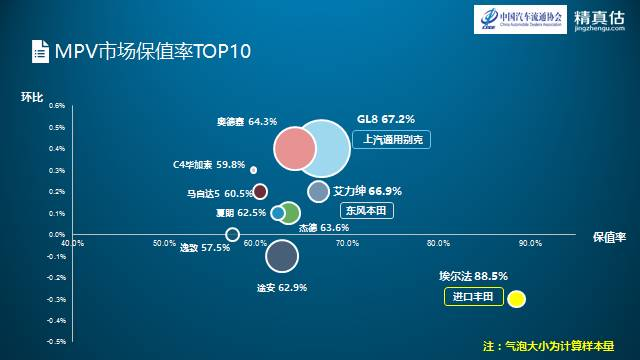 中国汽车流通协会
China Automobile Dealers Association
精真估
jingzhengu.com
MPV市场保值率TOP10
环比
0.6%
0.5%
0.4%
0.3%
0.2%
0.1%
0.0%
-0.1%
-0.2%
-0.3%
-0.4%
-0.5%
40.0%
50.0%
60.0%
70.0%
80.0%
90.0%
保值率
奥德赛 64.3%
GL8 67.2%
上汽通用别克
C4毕加索 59.8%
马自达5 60.5%
艾力绅 66.9%
东风本田
夏朗 62.5%
杰德 63.6%
逸致 57.5%
途安 62.9%
埃尔法 88.5%
进口丰田
注：气泡大小为计算样本量